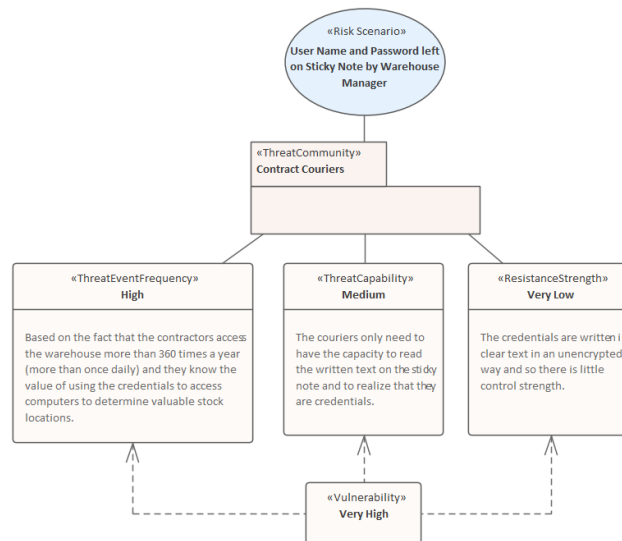 «Risk Scenario»
User Name and Password left
on Sticky Note by Warehouse
Manager
«ThreatCommunity»
Contract Couriers
«ThreatEventFrequency»
High
Based on the fact that the contractors access
the warehouse more than 360 times a year
(more than once daily) and they know the
value of using the credentials to access
computers to determine valuable stock
locations.
«ThreatCapability»
Medium
The couriers only need to
have the capacity to read
the written text on the sticky
note and to realize that they
are credentials.
«ResistanceStrength»
Very Low
The credentials are written i
clear text in an unencrypted
way and so there is little
control strength.
«Vulnerability»
Very High